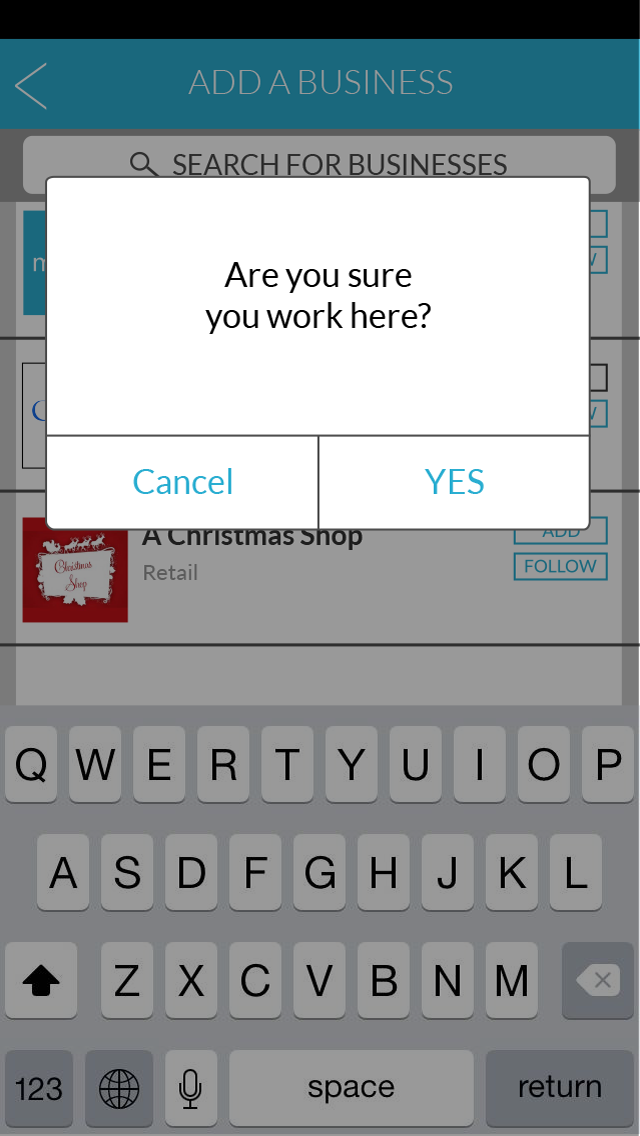 ADD A BUSINESS
SEARCH FOR BUSINESSES
Are you sure
you work here?
Cancel YES
A Christmas Shop
Retail
ADD
FOLLOW
Christmas
Shop
Q W E R T Y U I O P
A S D F G H J K L
Z X C V B N M
123 space return